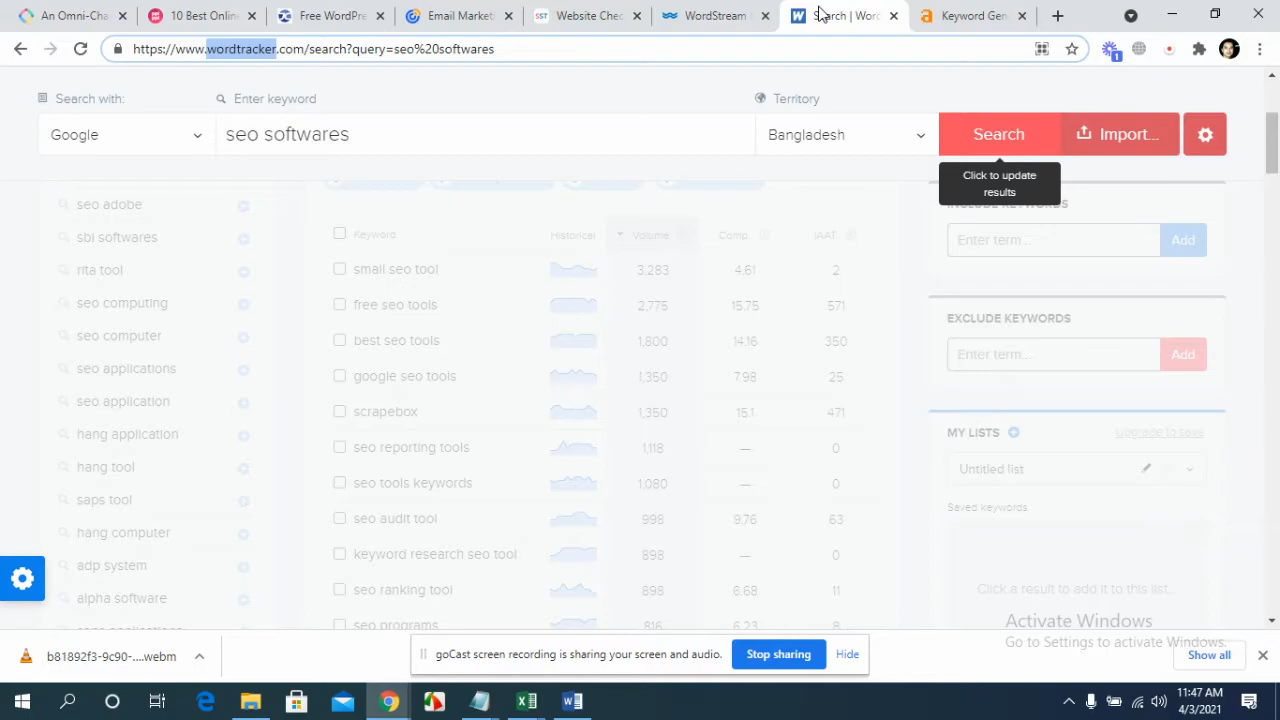 An Omni-Cha
10 Best Onlin
Free WordPre
Email Market
Website Chec
WordStream
Search | Word
Keyword Gen
https://www.wordtracker.com/search?query=seo%20softwares
1
Search with:
Enter keyword
Territory
Google
seo softwares
Bangladesh
Search
Import...
Click to update
results
INCLUDE KEYWORDS
Enter term...
Add
EXCLUDE KEYWORDS
Enter term...
Add
MY LISTS
Upgrade to save
Untitled list
Saved keywords
Click a result to add it to this list.
seo adobe
sbi softwares
rita tool
seo computing
seo computer
seo applications
seo application
hang application
hang tool
saps tool
hang computer
adp system
alpha software
Keyword Historical Volume Comp. IAAT
small seo tool 3,283 4.61 2
free seo tools 2,775 15.75 571
best seo tools 1,800 14.16 350
google seo tools 1,350 7.98 25
scrapebox 1,350 15.1 471
seo reporting tools 1,118 — 0
seo tools keywords 1,080 — 0
seo audit tool 998 9.76 63
keyword research seo tool 898 — 0
seo ranking tool 898 6.68 11
seo programs 816 6.23 8
Activate Windows
Go to Settings to activate Windows.
b81892f3-9c90-....webm
goCast screen recording is sharing your screen and audio.
Stop sharing
Hide
Show all
11:47 AM
4/3/2021